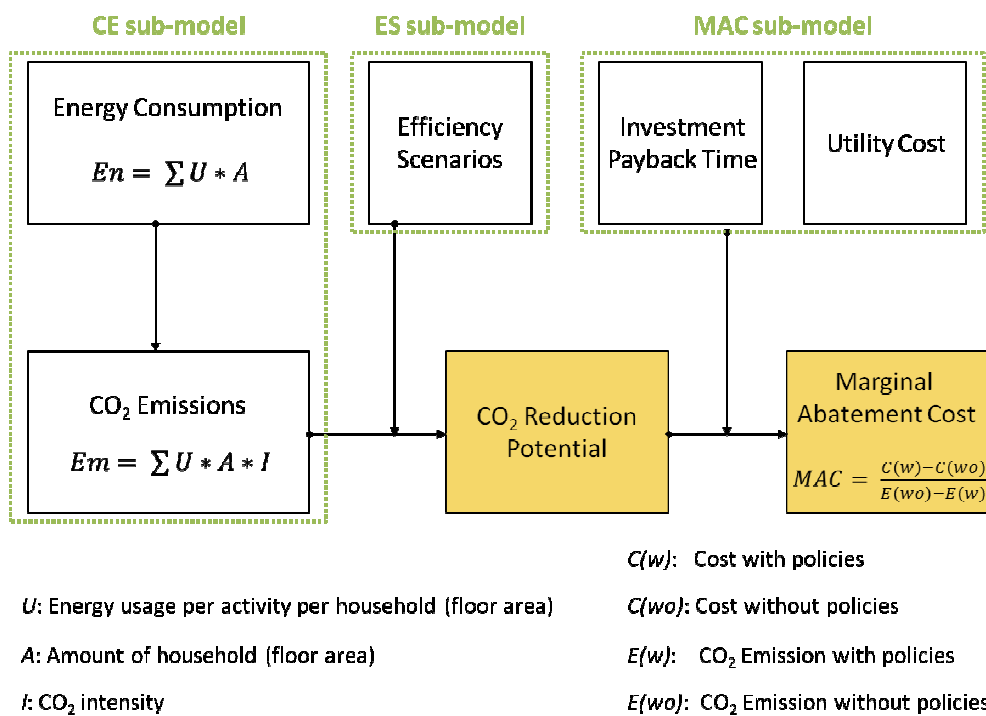 CE sub-model
ES sub-model
MAC sub-model
Energy Consumption
En = ∑ U * A
Efficiency
Scenarios
Investment
Payback Time
Utility Cost
CO₂ Emissions
Em = ∑ U * A * I
CO₂ Reduction
Potential
Marginal
Abatement Cost
MAC = C(w)−C(wo) / E(wo)−E(w)
U: Energy usage per activity per household (floor area)
A: Amount of household (floor area)
I: CO₂ intensity
C(w): Cost with policies
C(wo): Cost without policies
E(w): CO₂ Emission with policies
E(wo): CO₂ Emission without policies